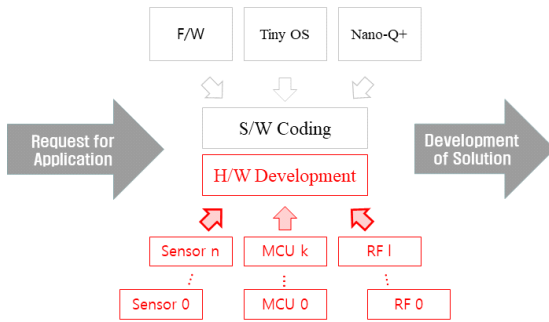 F/W
Tiny OS
Nano-Q+
Request for
Application
S/W Coding
H/W Development
Development
of Solution
Sensor n
MCU k
RF l
Sensor 0
MCU 0
RF 0